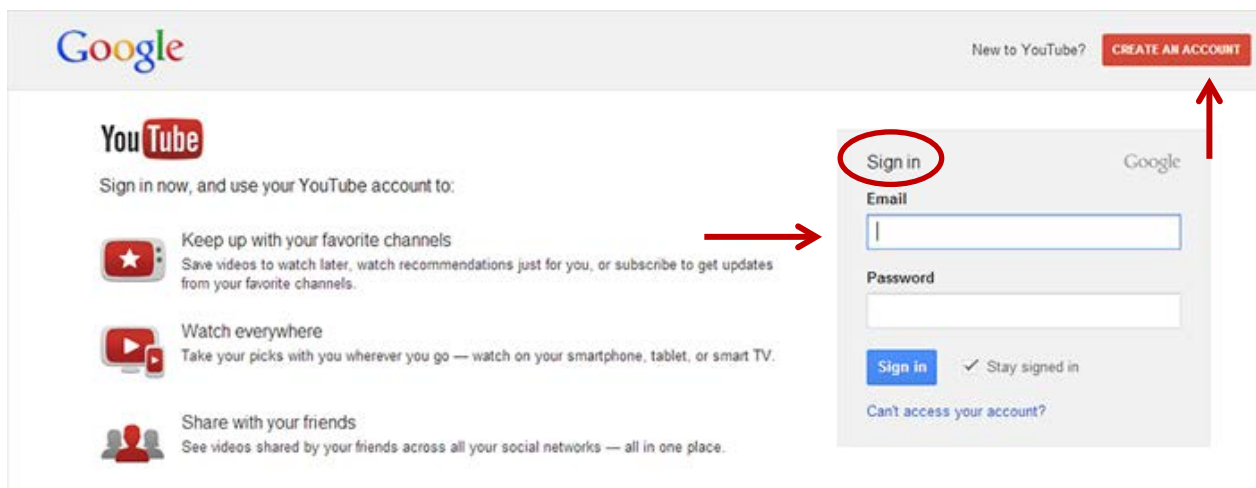 Google
New to YouTube? CREATE AN ACCOUNT
YouTube
Sign in now, and use your YouTube account to:
Keep up with your favorite channels
Save videos to watch later, watch recommendations just for you, or subscribe to get updates
from your favorite channels.
Watch everywhere
Take your picks with you wherever you go — watch on your smartphone, tablet, or smart TV.
Share with your friends
See videos shared by your friends across all your social networks — all in one place.
Sign in Google
Email
Password
Sign in Stay signed in
Can't access your account?